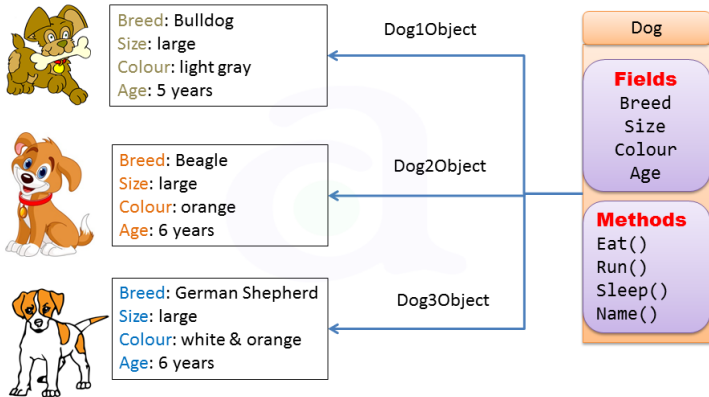 Breed: Bulldog
Size: large
Colour: light gray
Age: 5 years
Dog1Object
Breed: Beagle
Size: large
Colour: orange
Age: 6 years
Dog2Object
Breed: German Shepherd
Size: large
Colour: white & orange
Age: 6 years
Dog3Object
Dog
Fields
Breed
Size
Colour
Age
Methods
Eat()
Run()
Sleep()
Name()